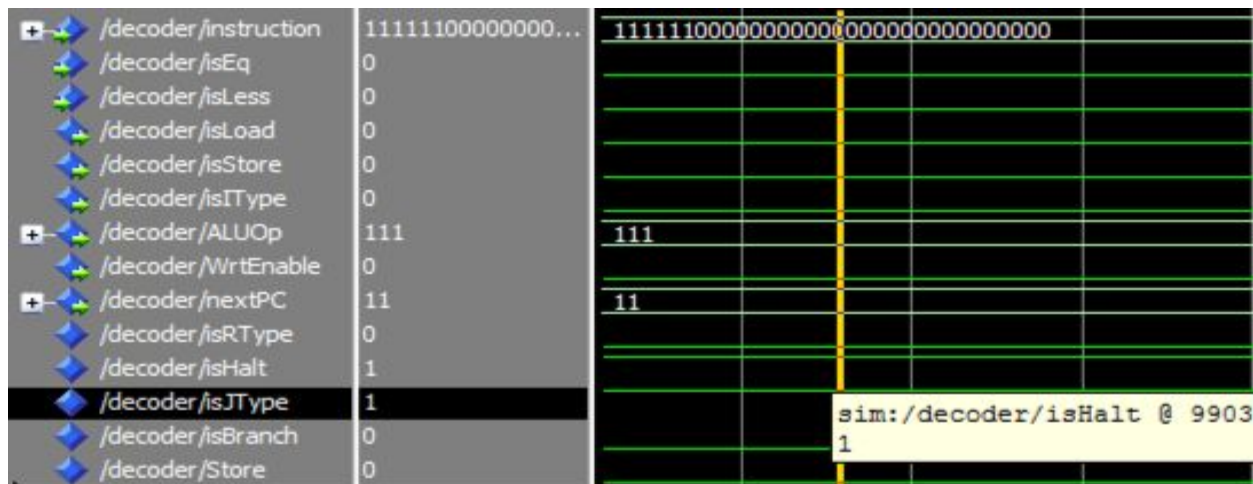 /decoder/instruction 11111100000000... 11111100000000000000000000000000
/decoder/isEq 0
/decoder/isLess 0
/decoder/isLoad 0
/decoder/isStore 0
/decoder/isIType 0
/decoder/ALUOp 111 111
/decoder/WrtEnable 0
/decoder/nextPC 11 11
/decoder/isRType 0
/decoder/isHalt 1
/decoder/isJType 1
sim:/decoder/isHalt @ 9903
1
/decoder/isBranch 0
/decoder/Store 0